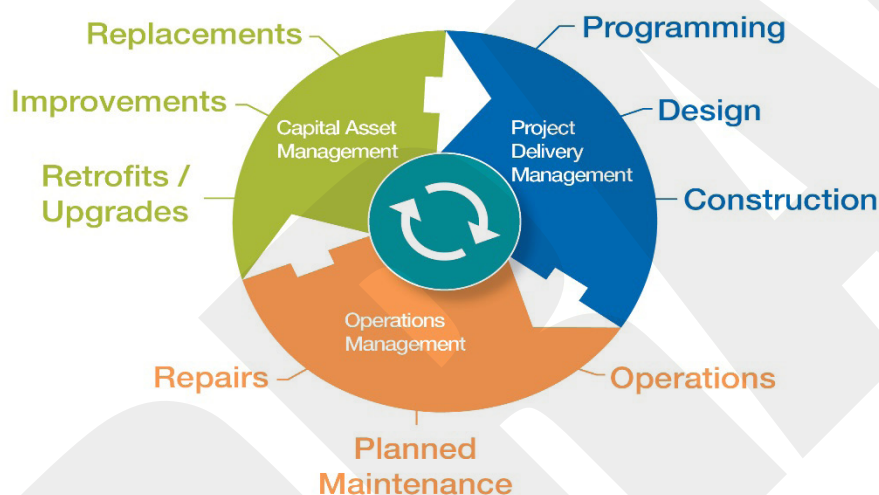 Replacements
Improvements
Retrofits /
Upgrades
Capital Asset
Management
Programming
Design
Construction
Project
Delivery
Management
Operations
Management
Repairs
Planned
Maintenance
Operations